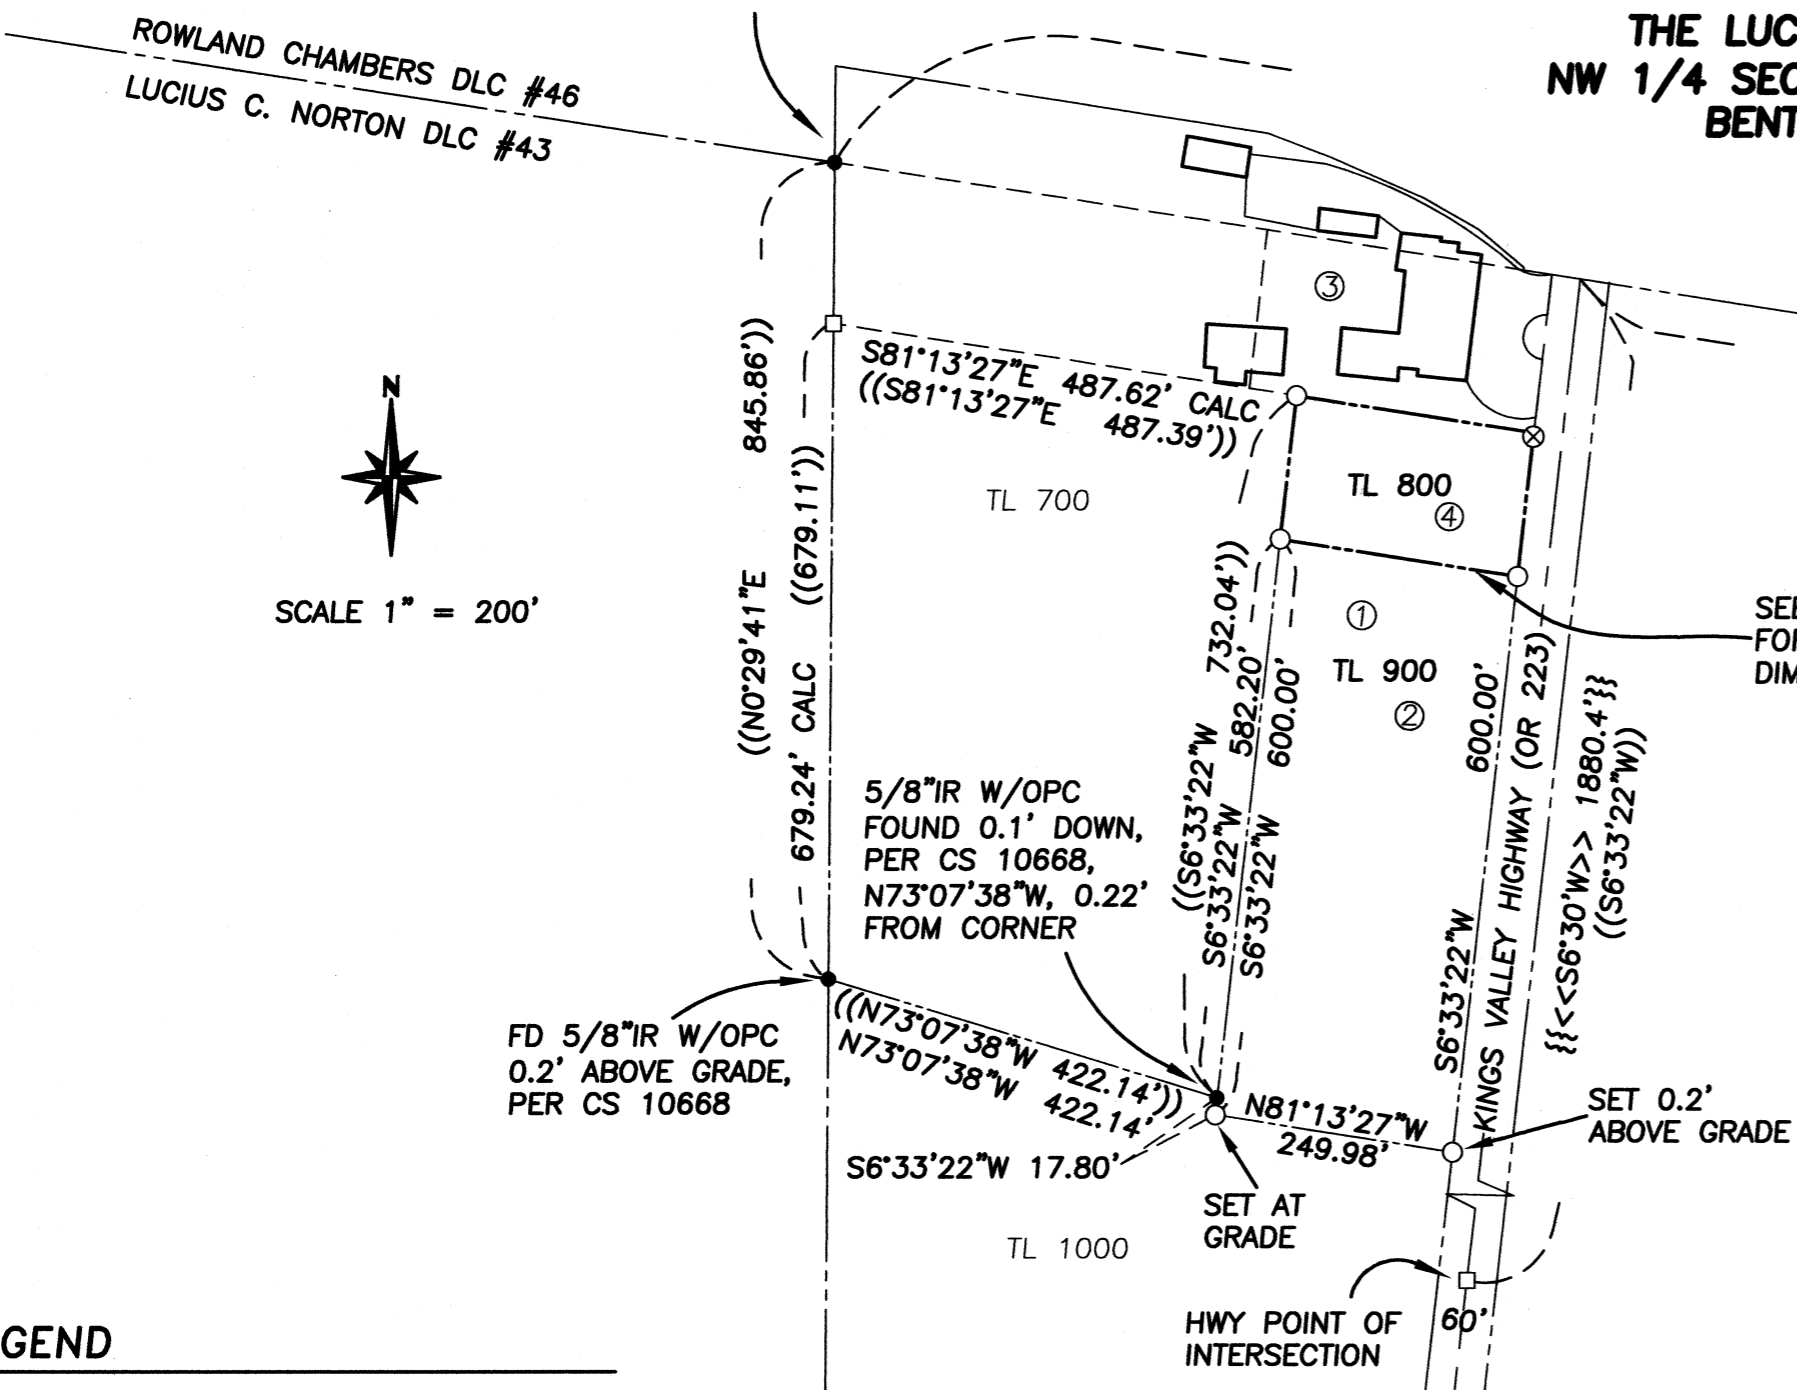 THE LUC
NW 1/4 SEC
BENT
ROWLAND CHAMBERS DLC #46
LUCIUS C. NORTON DLC #43
N
SCALE 1" = 200'
((N0°29'41"E 845.86'))
679.24' CALC ((679.11'))
S81°13'27"E 487.62' CALC
((S81°13'27"E 487.39'))
TL 700
3
TL 800
4
1
TL 900
2
SEE
FOR
DIM
((S6°33'22"W 732.04'))
S6°33'22"W 582.20'
S6°33'22"W 600.00'
S6°33'22"W 600.00'
KINGS VALLEY HIGHWAY (OR 223)
}}<<S6°30'W>> 1880.4'}}
((S6°33'22"W))
5/8"IR W/OPC
FOUND 0.1' DOWN,
PER CS 10668,
N73°07'38"W, 0.22'
FROM CORNER
FD 5/8"IR W/OPC
0.2' ABOVE GRADE,
PER CS 10668
((N73°07'38"W 422.14'))
N73°07'38"W 422.14'
S6°33'22"W 17.80'
N81°13'27"W
249.98'
SET 0.2'
ABOVE GRADE
SET AT
GRADE
TL 1000
HWY POINT OF
INTERSECTION
60'
GEND